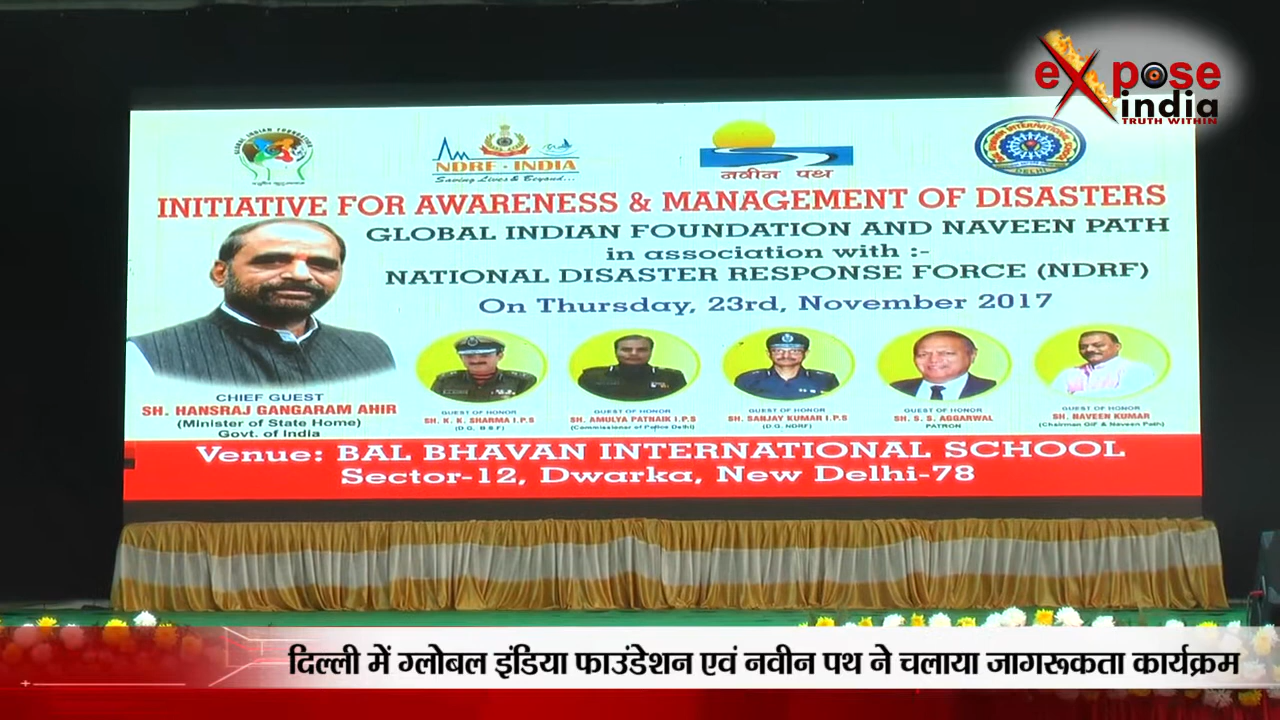 eXpose
india
TRUTH WITHIN
NDRF - INDIA
Saving Lives & Beyond...
नवीन पथ
INITIATIVE FOR AWARENESS & MANAGEMENT OF DISASTERS
GLOBAL INDIAN FOUNDATION AND NAVEEN PATH
in association with :-
NATIONAL DISASTER RESPONSE FORCE (NDRF)
On Thursday, 23rd, November 2017
CHIEF GUEST
SH. HANSRAJ GANGARAM AHIR
(Minister of State Home)
Govt. of India
GUEST OF HONOR
SH. K. K. SHARMA I.P.S
(D.G. B S F)
GUEST OF HONOR
SH. AMULYA PATNAIK I.P.S
(Commissioner of Police Delhi)
GUEST OF HONOR
SH. SANJAY KUMAR I.P.S
(D.G. NDRF)
GUEST OF HONOR
SH. S. S. AGGARWAL
PATRON
GUEST OF HONOR
SH. NAVEEN KUMAR
(Chairman GIF & Naveen Path)
Venue: BAL BHAVAN INTERNATIONAL SCHOOL
Sector-12, Dwarka, New Delhi-78
दिल्ली में ग्लोबल इंडिया फाउंडेशन एवं नवीन पथ ने चलाया जागरूकता कार्यक्रम